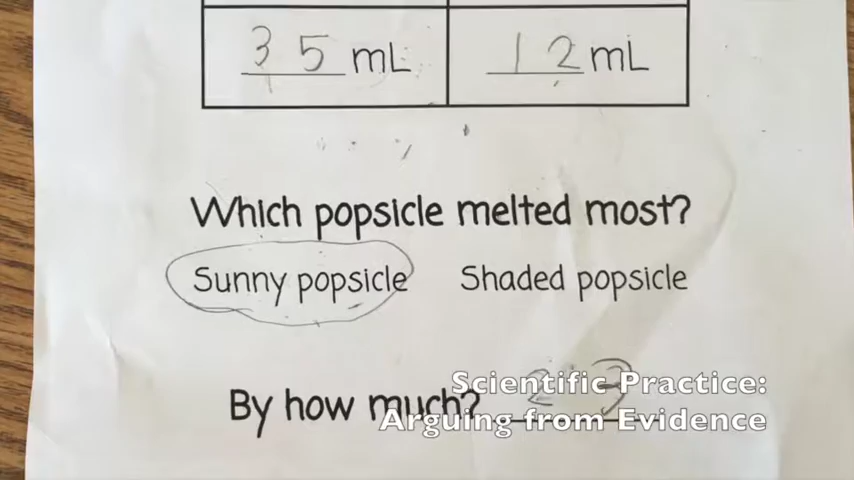 35 mL 12 mL
Which popsicle melted most?
Sunny popsicle Shaded popsicle
By how much? 23
Scientific Practice:
Arguing from Evidence